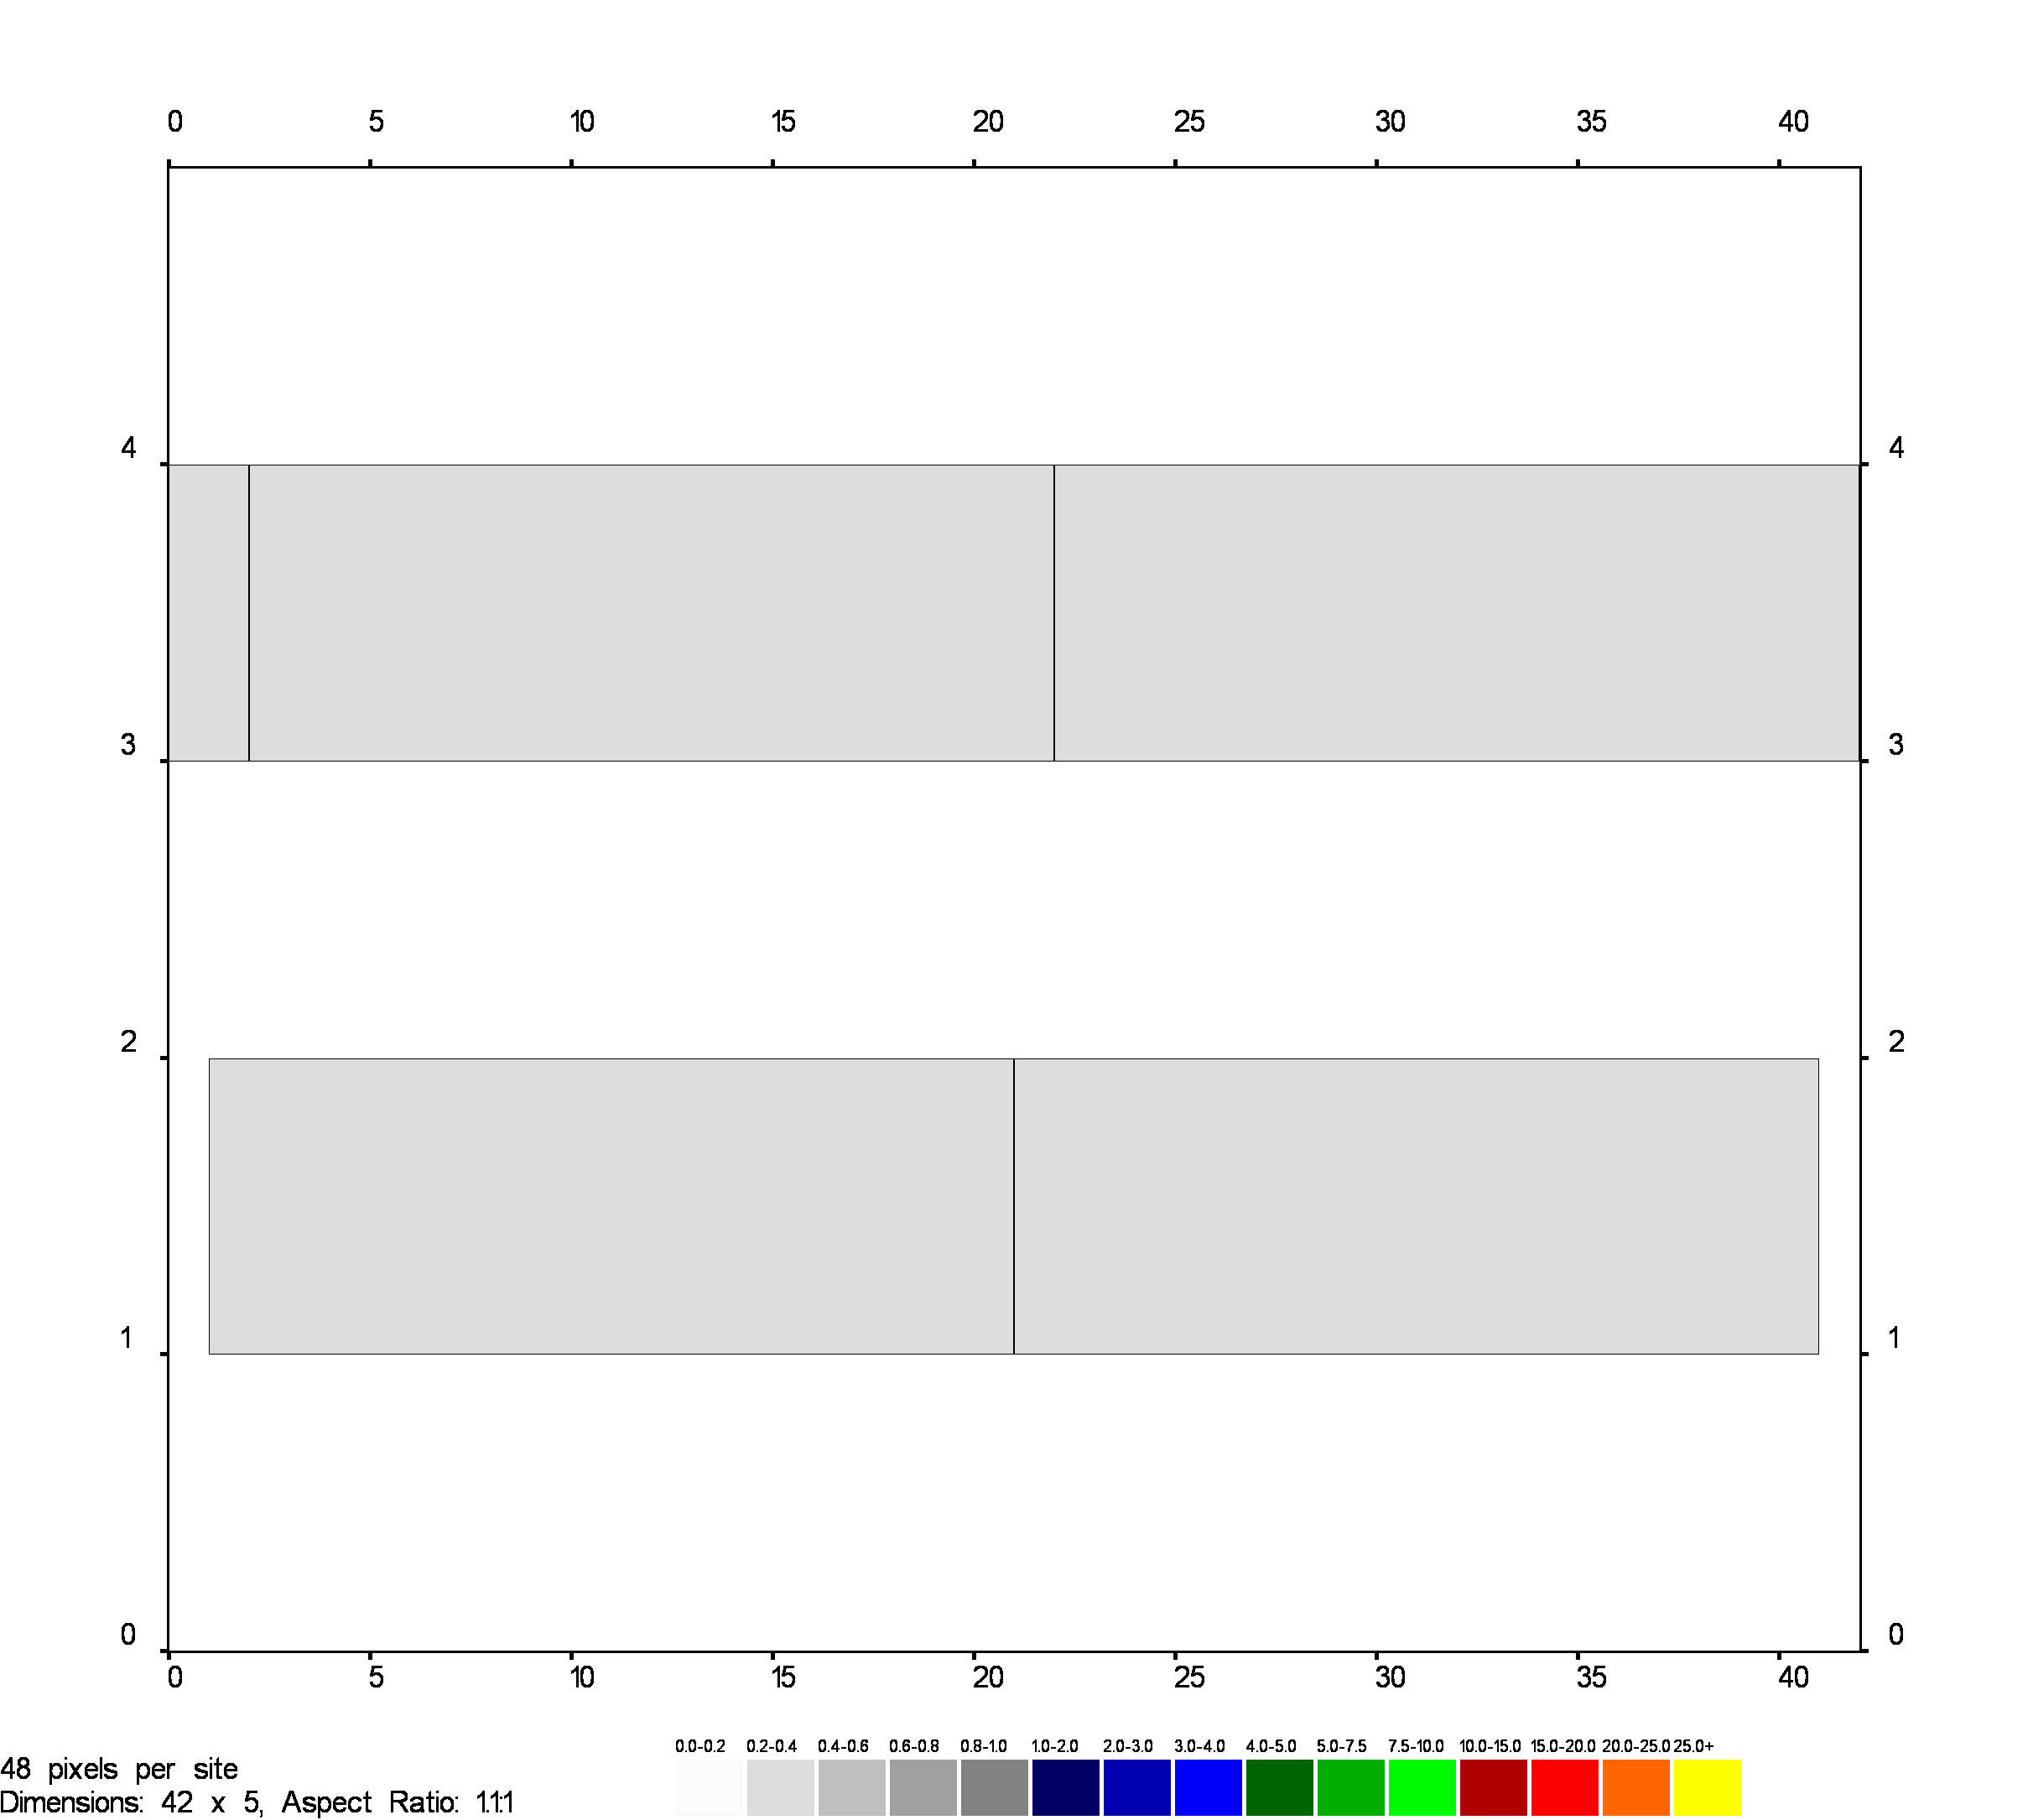 0 5 10 15 20 25 30 35 40
4 4
3 3
2 2
1 1
0 0
0 5 10 15 20 25 30 35 40
0.0-0.2 0.2-0.4 0.4-0.6 0.6-0.8 0.8-1.0 1.0-2.0 2.0-3.0 3.0-4.0 4.0-5.0 5.0-7.5 7.5-10.0 10.0-15.0 15.0-20.0 20.0-25.0 25.0+
48 pixels per site
Dimensions: 42 x 5, Aspect Ratio: 1.1:1